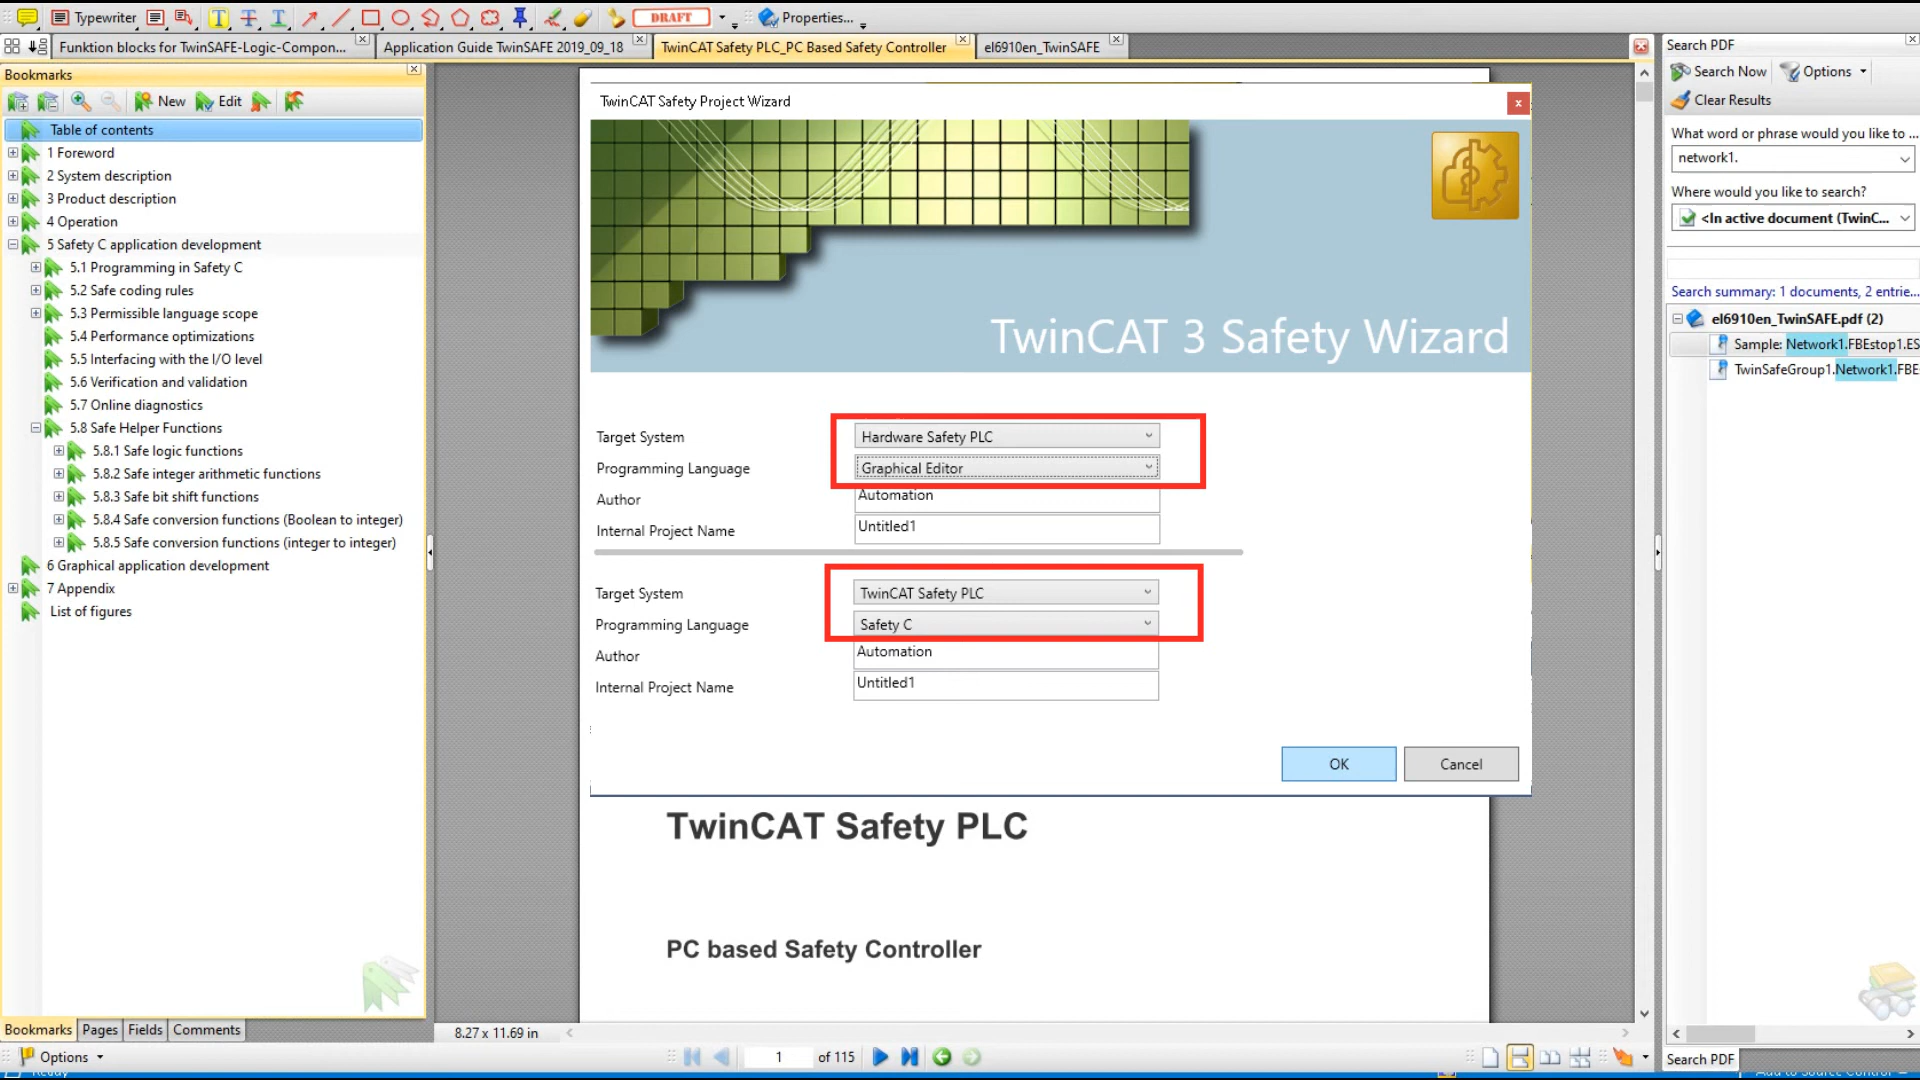 Typewriter
DRAFT
Properties...
Funktion blocks for TwinSAFE-Logic-Compon...
Application Guide TwinSAFE 2019_09_18
TwinCAT Safety PLC_PC Based Safety Controller
el6910en_TwinSAFE
Bookmarks
New
Edit
Table of contents
1 Foreword
2 System description
3 Product description
4 Operation
5 Safety C application development
5.1 Programming in Safety C
5.2 Safe coding rules
5.3 Permissible language scope
5.4 Performance optimizations
5.5 Interfacing with the I/O level
5.6 Verification and validation
5.7 Online diagnostics
5.8 Safe Helper Functions
5.8.1 Safe logic functions
5.8.2 Safe integer arithmetic functions
5.8.3 Safe bit shift functions
5.8.4 Safe conversion functions (Boolean to integer)
5.8.5 Safe conversion functions (integer to integer)
6 Graphical application development
7 Appendix
List of figures
Bookmarks
Pages
Fields
Comments
Options
Ready
TwinCAT Safety Project Wizard
TwinCAT 3 Safety Wizard
Target System
Hardware Safety PLC
Programming Language
Graphical Editor
Author
Automation
Internal Project Name
Untitled1
Target System
TwinCAT Safety PLC
Programming Language
Safety C
Author
Automation
Internal Project Name
Untitled1
OK
Cancel
TwinCAT Safety PLC
PC based Safety Controller
8.27 x 11.69 in
1 of 115
Search PDF
Search Now
Options
Clear Results
What word or phrase would you like to ...
network1.
Where would you like to search?
<In active document (TwinC...
Search summary: 1 documents, 2 entrie...
el6910en_TwinSAFE.pdf (2)
Sample: Network1.FBEstop1.ES
TwinSafeGroup1.Network1.FBE
Search PDF
Add to Source Control